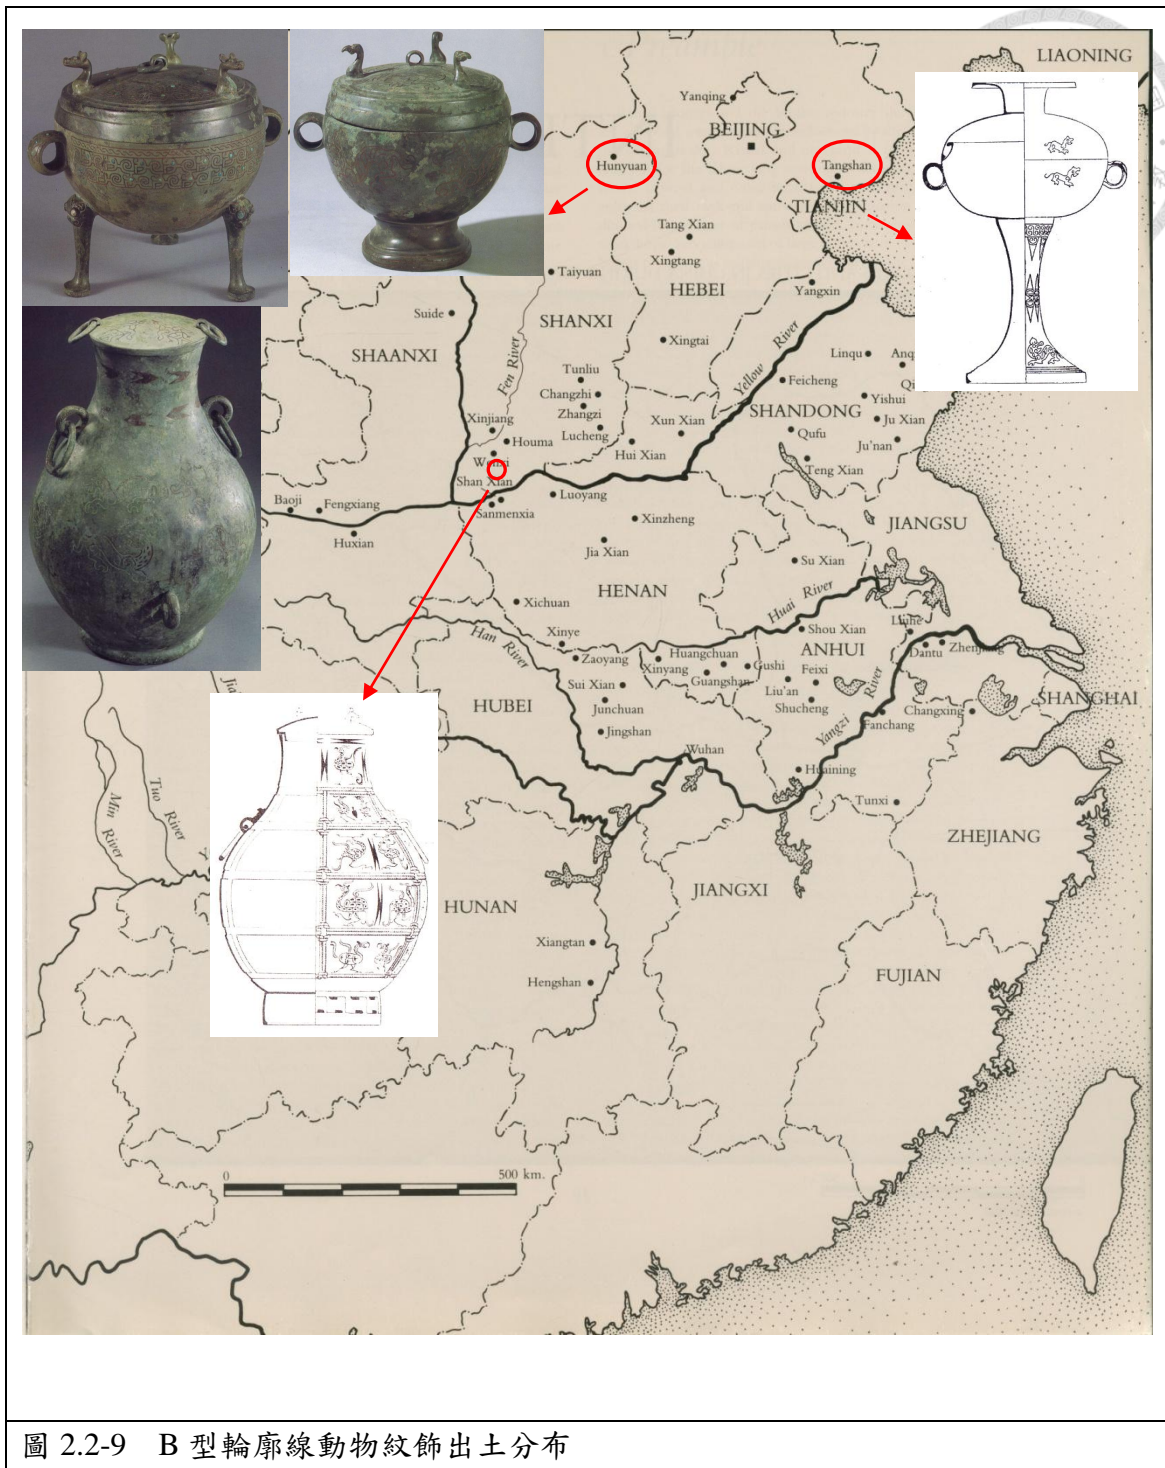 LIAONING
Yanqing
BEIJING
Hunyuan
Tangshan
TIANJIN
Tang Xian
Xingtang
Taiyuan
HEBEI
Yangxin
Suide
SHANXI
SHAANXI
Fen River
Xingtai
Yellow River
Linqu
Tunliu
Feicheng
Changzhi
Yishui
Zhangzi
SHANDONG
Xinjiang
Lucheng
Xun Xian
Ju Xian
Houma
Qufu
Hui Xian
Ju'nan
Teng Xian
Shan Xian
Baoji
Fengxiang
Luoyang
Sanmenxia
Xinzheng
JIANGSU
Huxian
Jia Xian
Su Xian
HENAN
Huai River
Xichuan
Shou Xian
Liuhe
Han River
Xinye
ANHUI
Dantu
Zhenjiang
Zaoyang
Xinyang
Huangchuan
Gushi
Feixi
Guangshan
Sui Xian
Liu'an
HUBEI
Junchuan
Shucheng
Yangzi River
Changxing
SHANGHAI
Fanchang
Jingshan
Wuhan
Huaining
Tuo River
Min River
Tunxi
ZHEJIANG
HUNAN
JIANGXI
Xiangtan
FUJIAN
Hengshan
0
500 km.
圖 2.2-9 B 型輪廓線動物紋飾出土分布